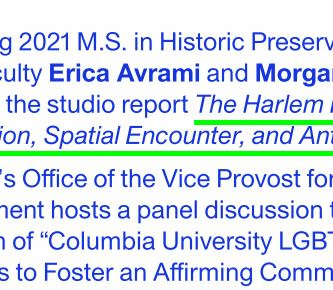 g 2021 M.S. in Historic Preserv
culty Erica Avrami and Morga
the studio report The Harlem
ion, Spatial Encounter, and Ant
's Office of the Vice Provost for
ment hosts a panel discussion
n of “Columbia University LGBT
s to Foster an Affirming Comm